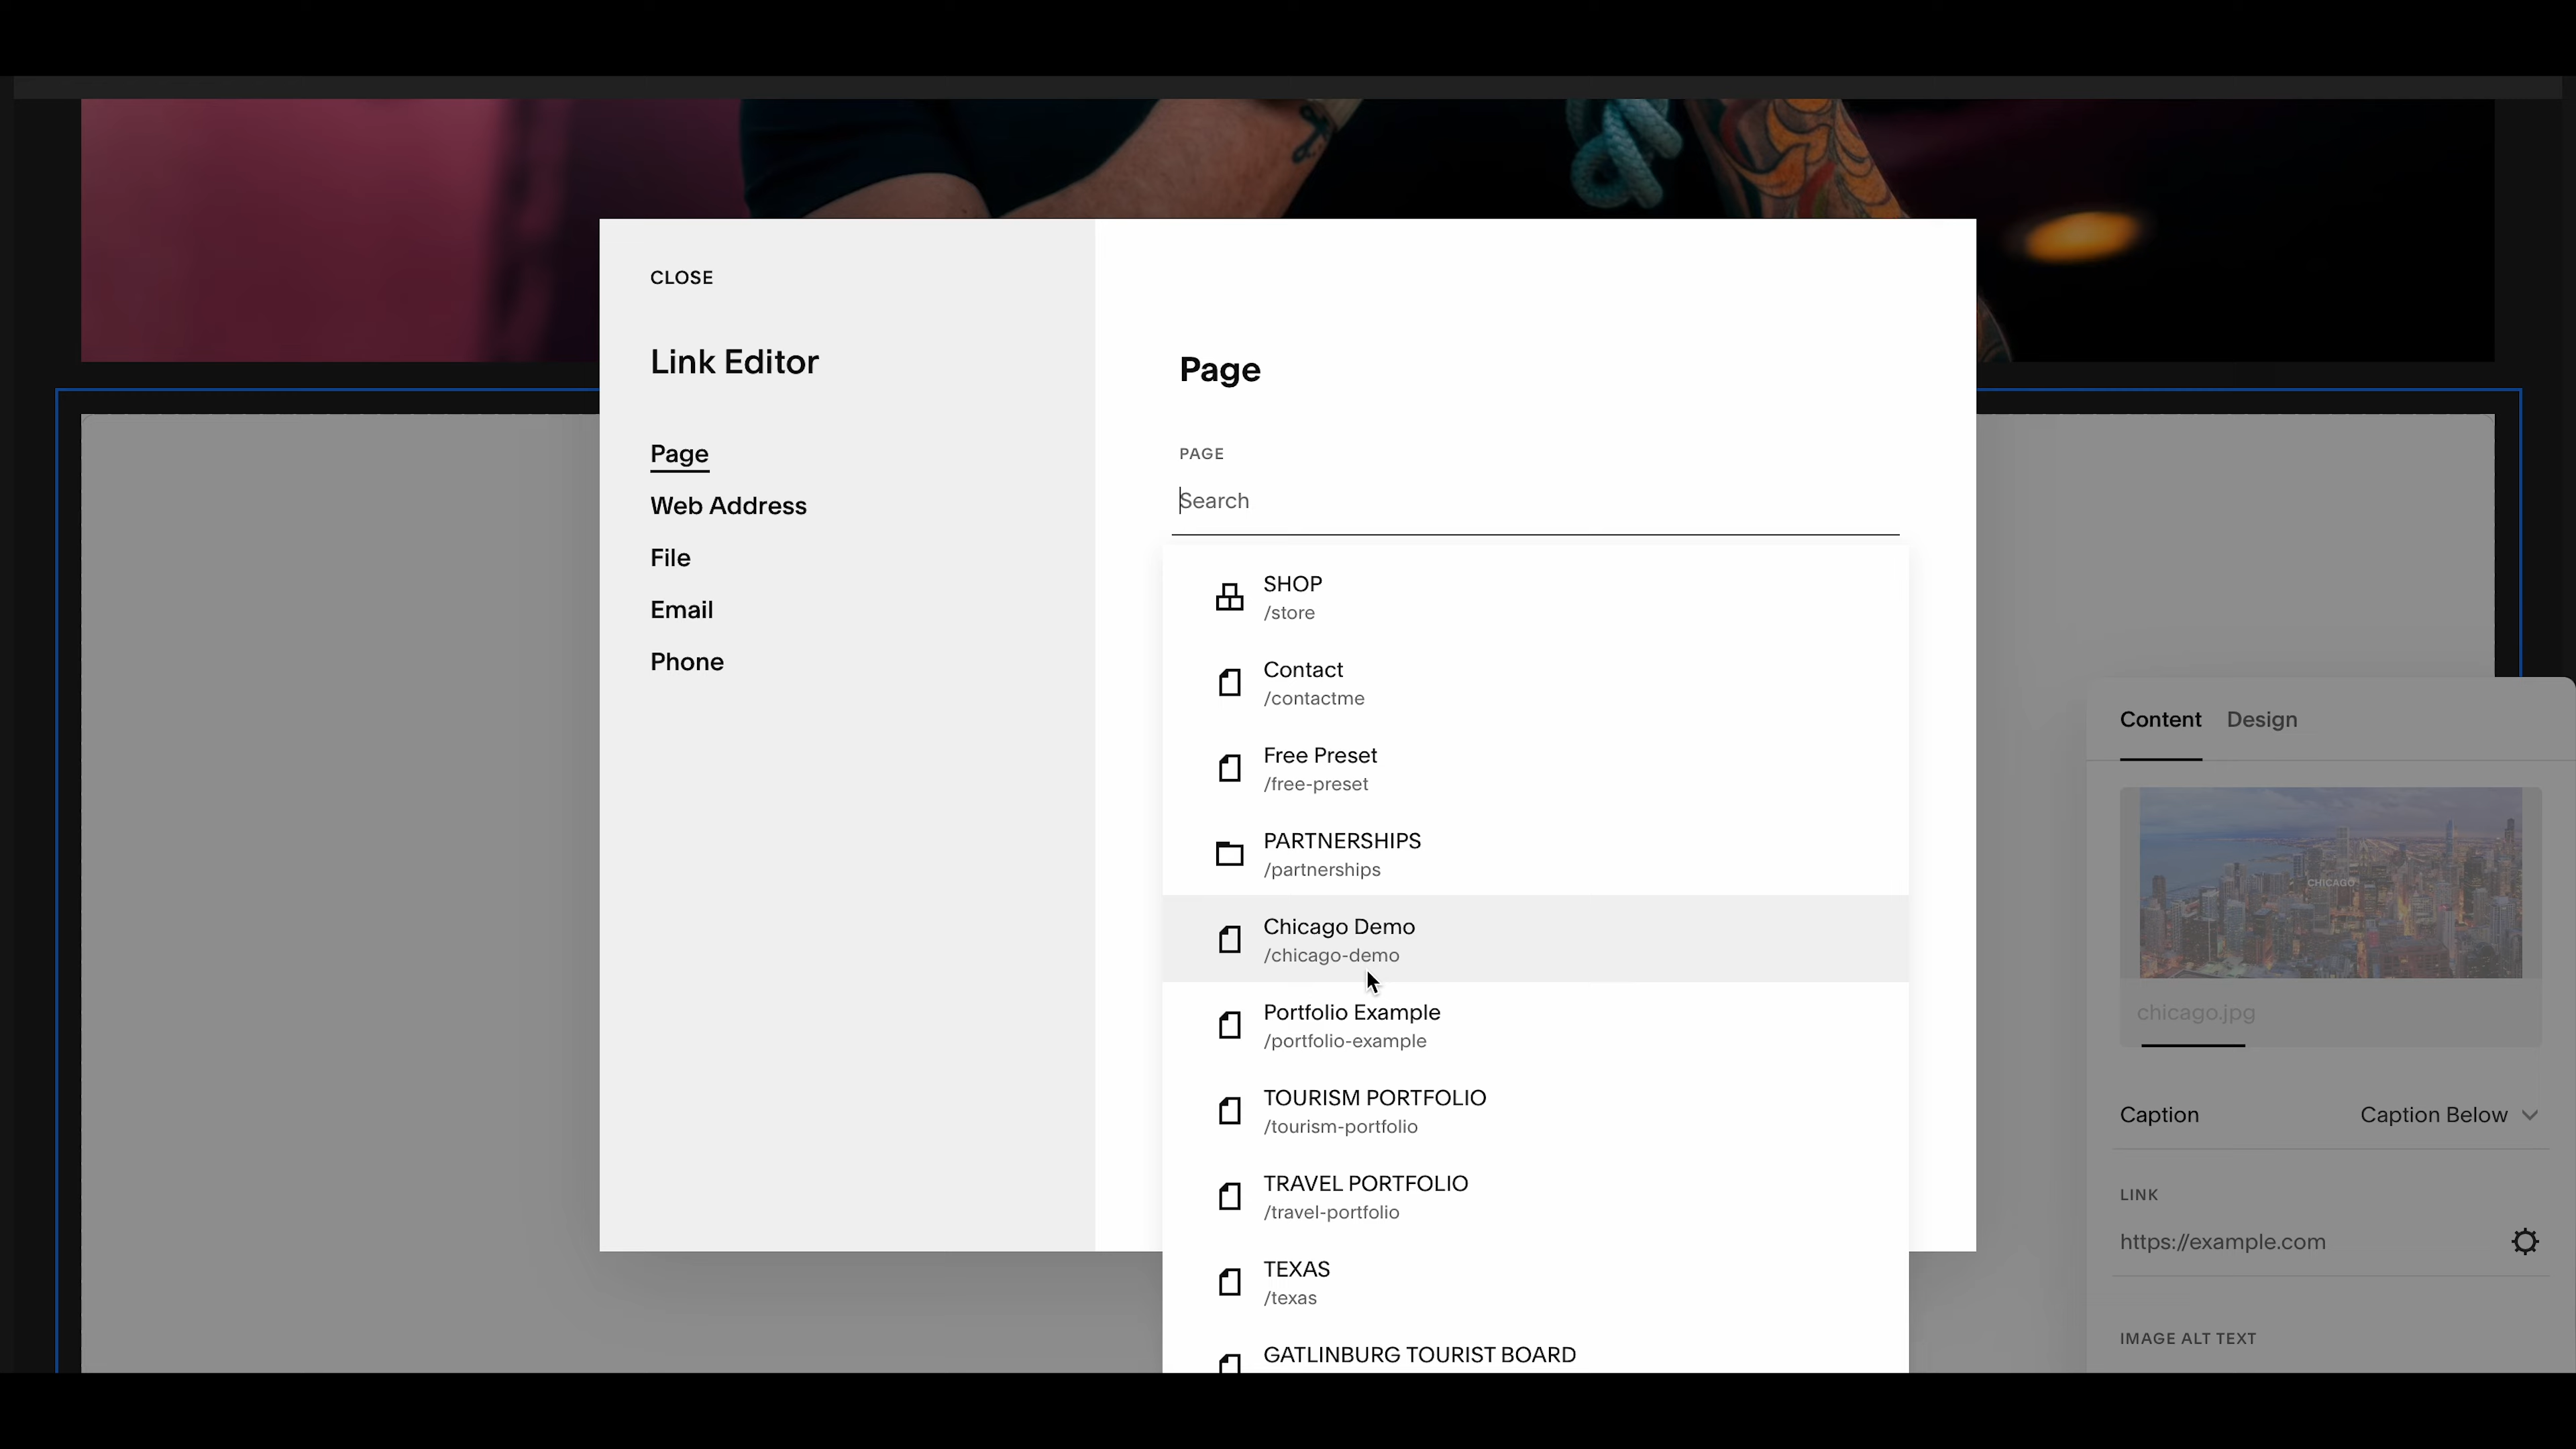 CLOSE
Link Editor
Page
Web Address
File
Email
Phone
Page
PAGE
Search
SHOP
/store
Contact
/contactme
Free Preset
/free-preset
PARTNERSHIPS
/partnerships
Chicago Demo
/chicago-demo
Portfolio Example
/portfolio-example
TOURISM PORTFOLIO
/tourism-portfolio
TRAVEL PORTFOLIO
/travel-portfolio
TEXAS
/texas
GATLINBURG TOURIST BOARD
Content Design
CHICAGO
chicago.jpg
Caption Caption Below
LINK
https://example.com
IMAGE ALT TEXT